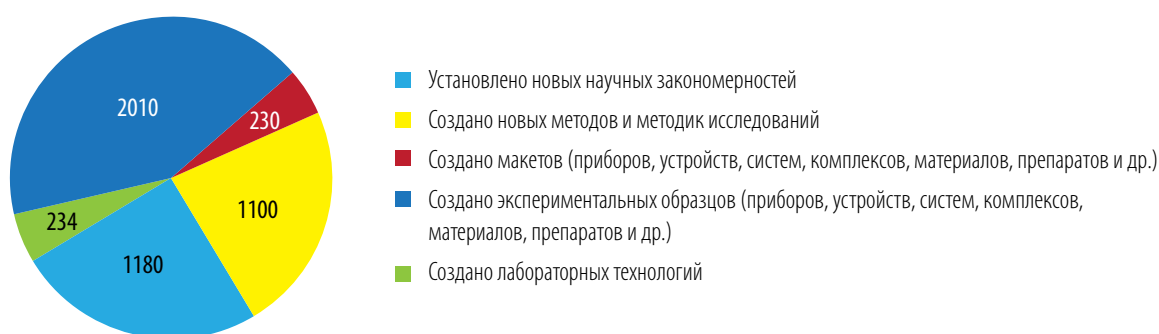 2010
230
1100
234
1180
Установлено новых научных закономерностей
Создано новых методов и методик исследований
Создано макетов (приборов, устройств, систем, комплексов, материалов, препаратов и др.)
Создано экспериментальных образцов (приборов, устройств, систем, комплексов,
материалов, препаратов и др.)
Создано лабораторных технологий